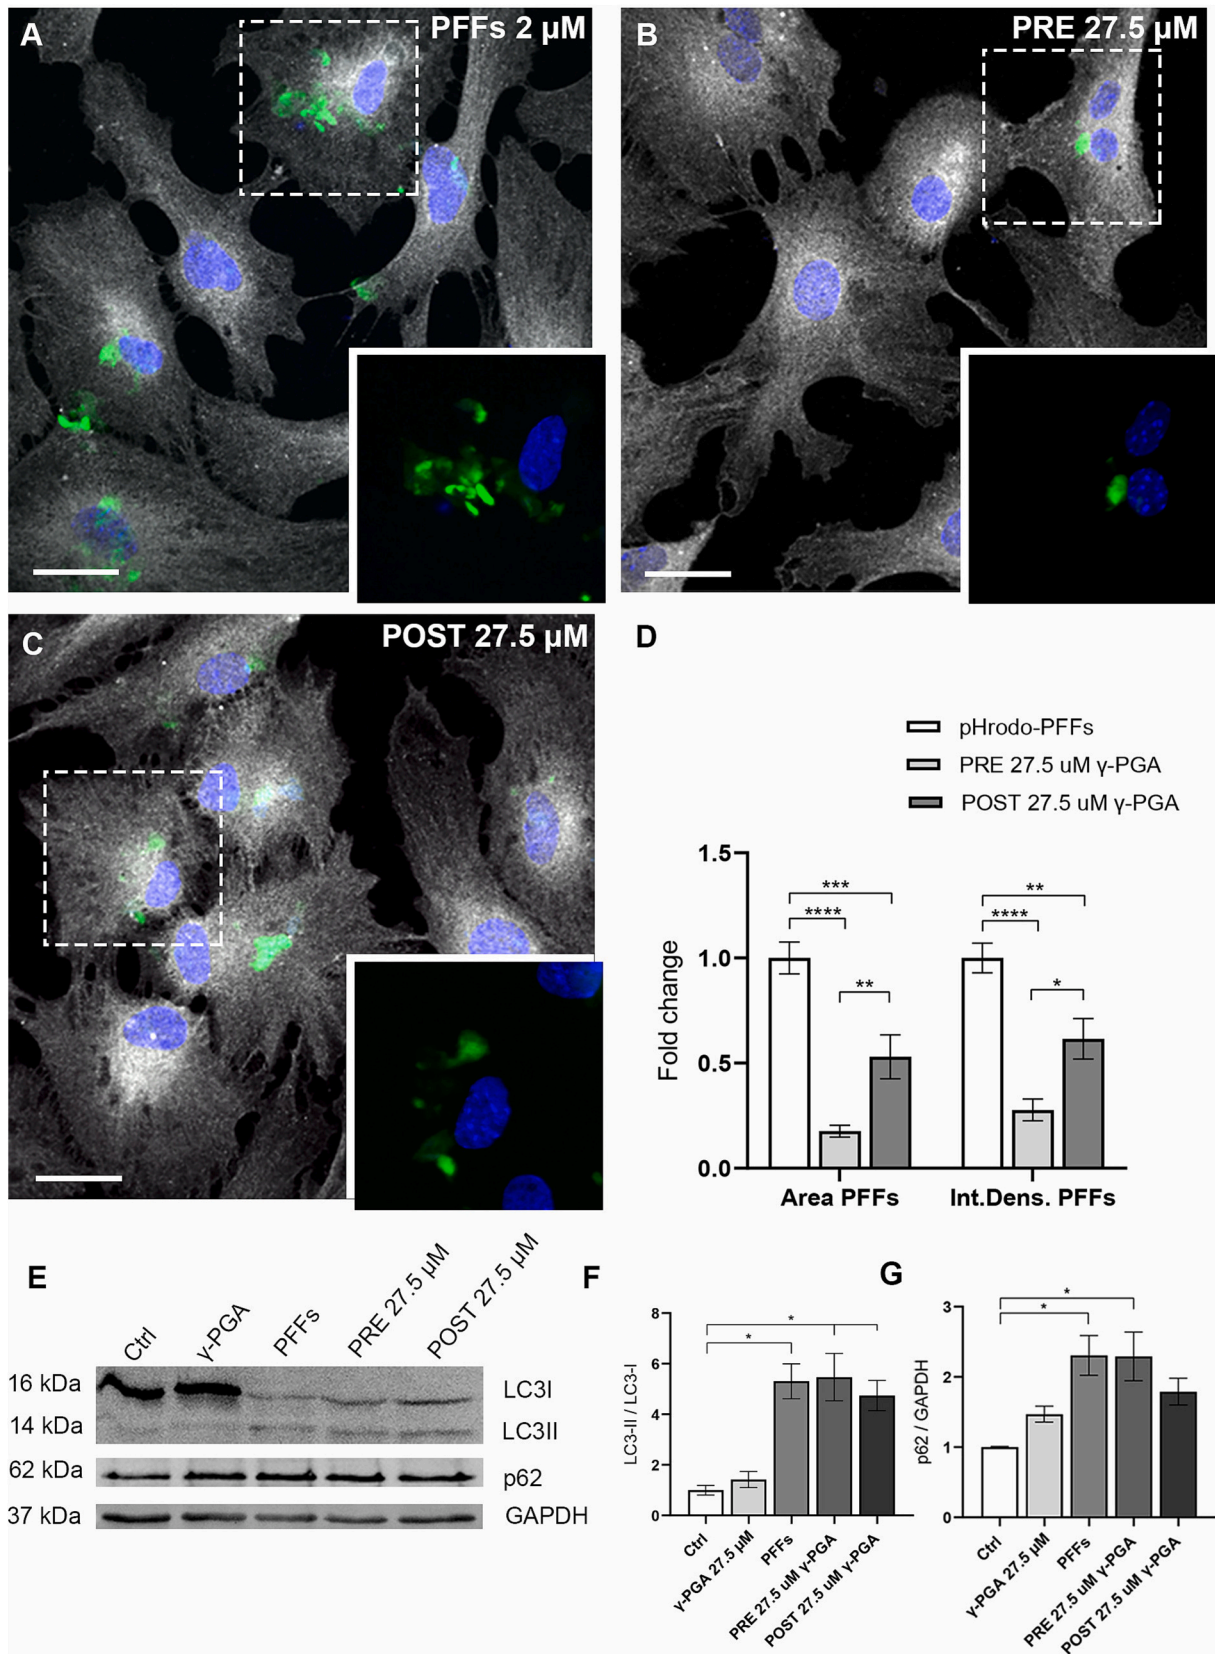 A
PFFs 2 µM
B
PRE 27.5 µM
C
POST 27.5 µM
D
pHrodo-PFFs
PRE 27.5 uM γ-PGA
POST 27.5 uM γ-PGA
Fold change
1.5
1.0
0.5
0.0
***
****
**
**
****
*
Area PFFs
Int.Dens. PFFs
E
Ctrl
γ-PGA
PFFs
PRE 27.5 µM
POST 27.5 µM
16 kDa
LC3I
14 kDa
LC3II
62 kDa
p62
37 kDa
GAPDH
F
LC3-II / LC3-I
8
6
4
2
0
*
*
Ctrl
γ-PGA 27.5 µM
PFFs
PRE 27.5 uM γ-PGA
POST 27.5 uM γ-PGA
G
p62 / GAPDH
3
2
1
0
*
*
Ctrl
γ-PGA 27.5 µM
PFFs
PRE 27.5 uM γ-PGA
POST 27.5 uM γ-PGA